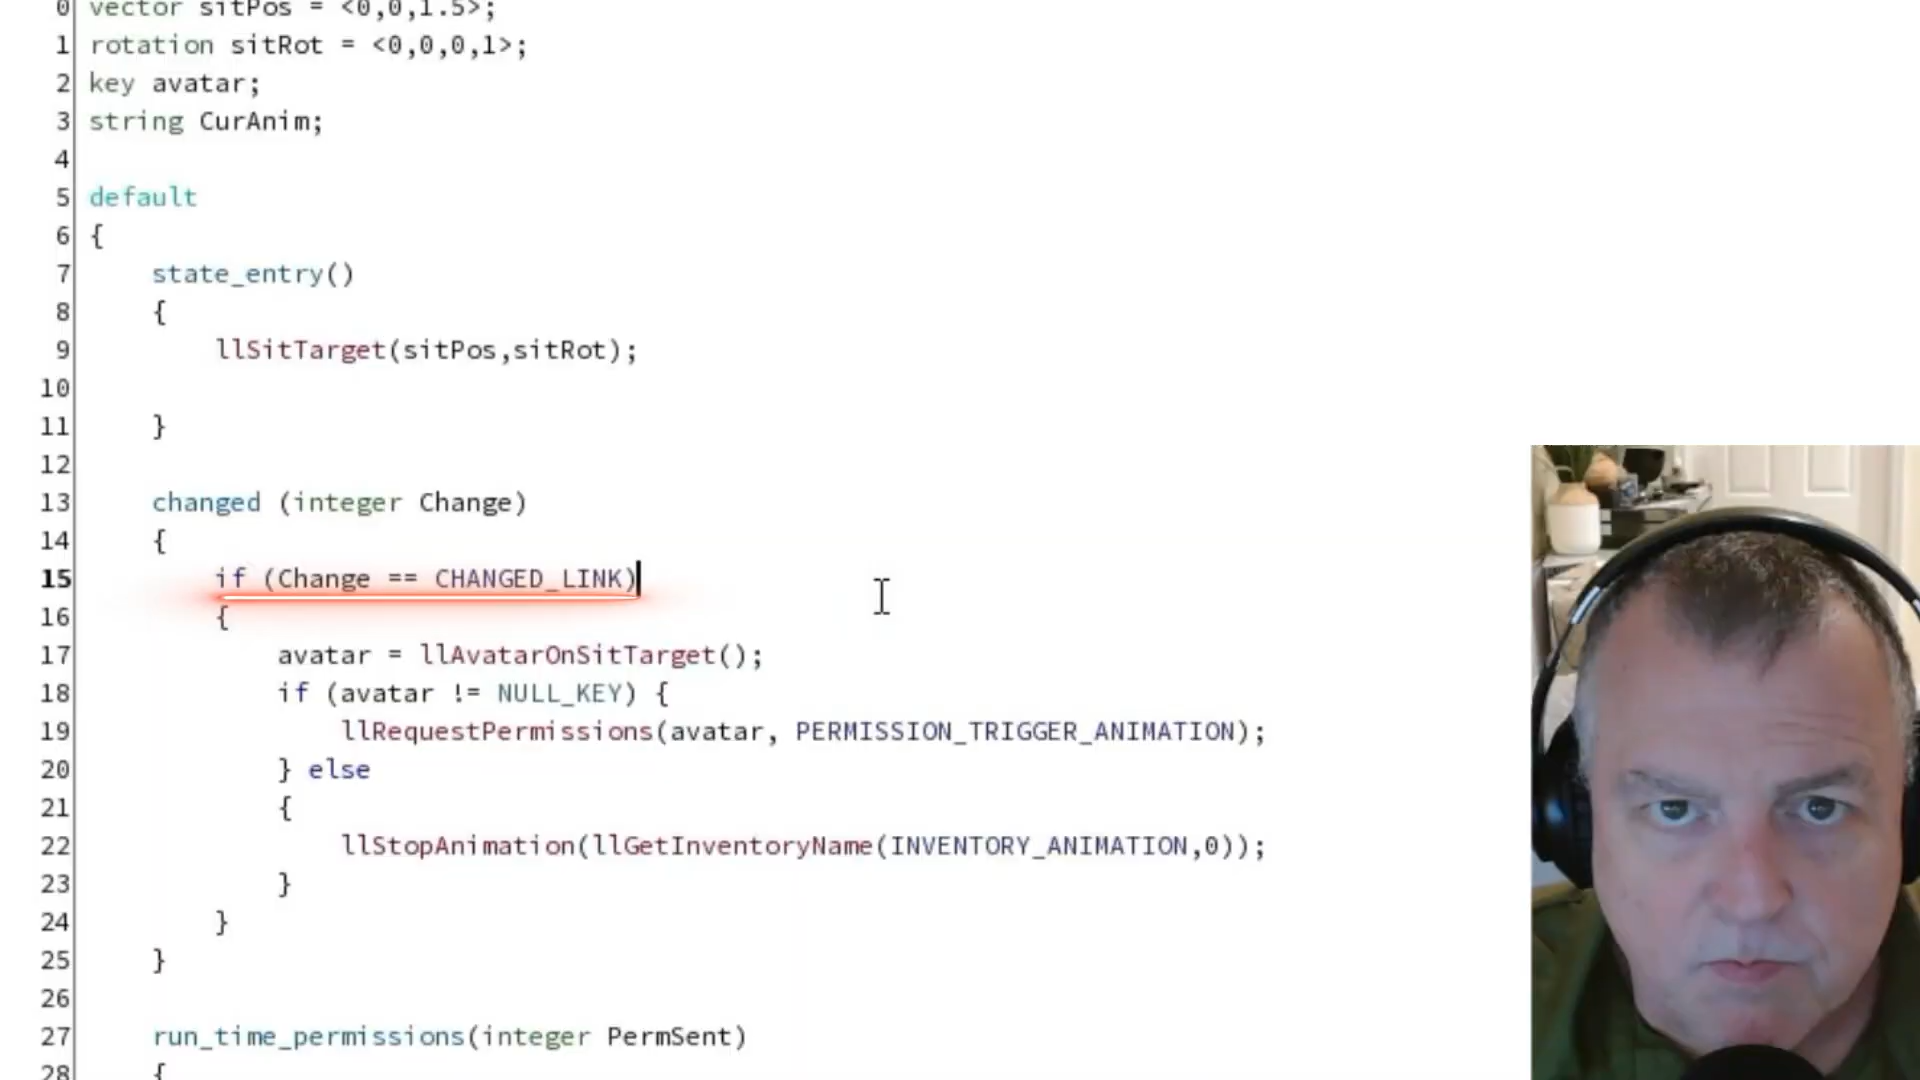 0 vector sitPos = <0,0,1.5>;
1 rotation sitRot = <0,0,0,1>;
2 key avatar;
3 string CurAnim;
4
5 default
6 {
7 state_entry()
8 {
9 llSitTarget(sitPos,sitRot);
10
11 }
12
13 changed (integer Change)
14 {
15 if (Change == CHANGED_LINK)
16 {
17 avatar = llAvatarOnSitTarget();
18 if (avatar != NULL_KEY) {
19 llRequestPermissions(avatar, PERMISSION_TRIGGER_ANIMATION);
20 } else
21 {
22 llStopAnimation(llGetInventoryName(INVENTORY_ANIMATION,0));
23 }
24 }
25 }
26
27 run_time_permissions(integer PermSent)
28 {